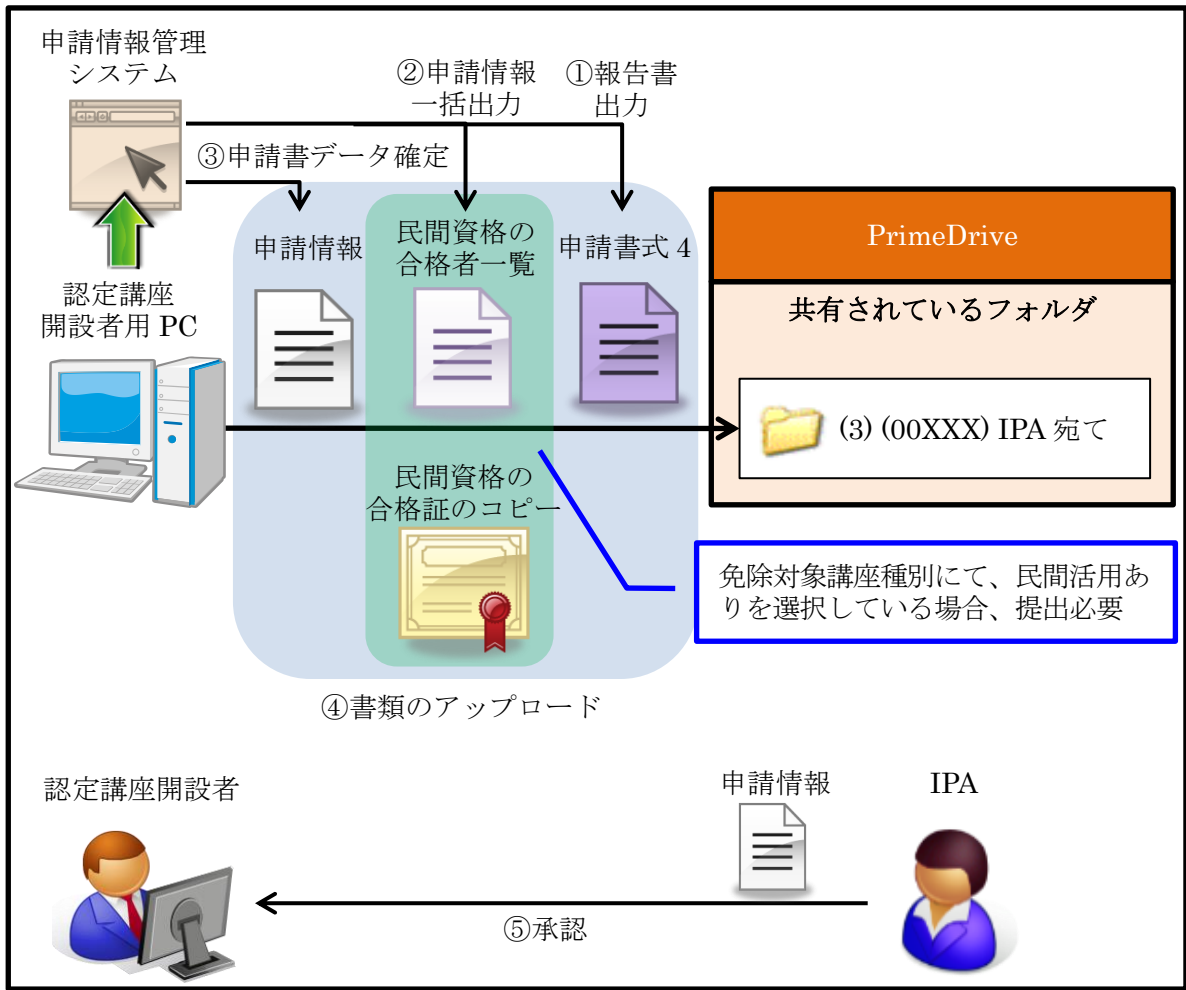 申請情報管理
システム
②申請情報
一括出力
①報告書
出力
③申請書データ確定
申請情報
民間資格の
合格者一覧
申請書式 4
認定講座
開設者用 PC
PrimeDrive
共有されているフォルダ
(3) (00XXX) IPA 宛て
民間資格の
合格証のコピー
免除対象講座種別にて、民間活用あ
りを選択している場合、提出必要
④書類のアップロード
認定講座開設者
申請情報
IPA
⑤承認